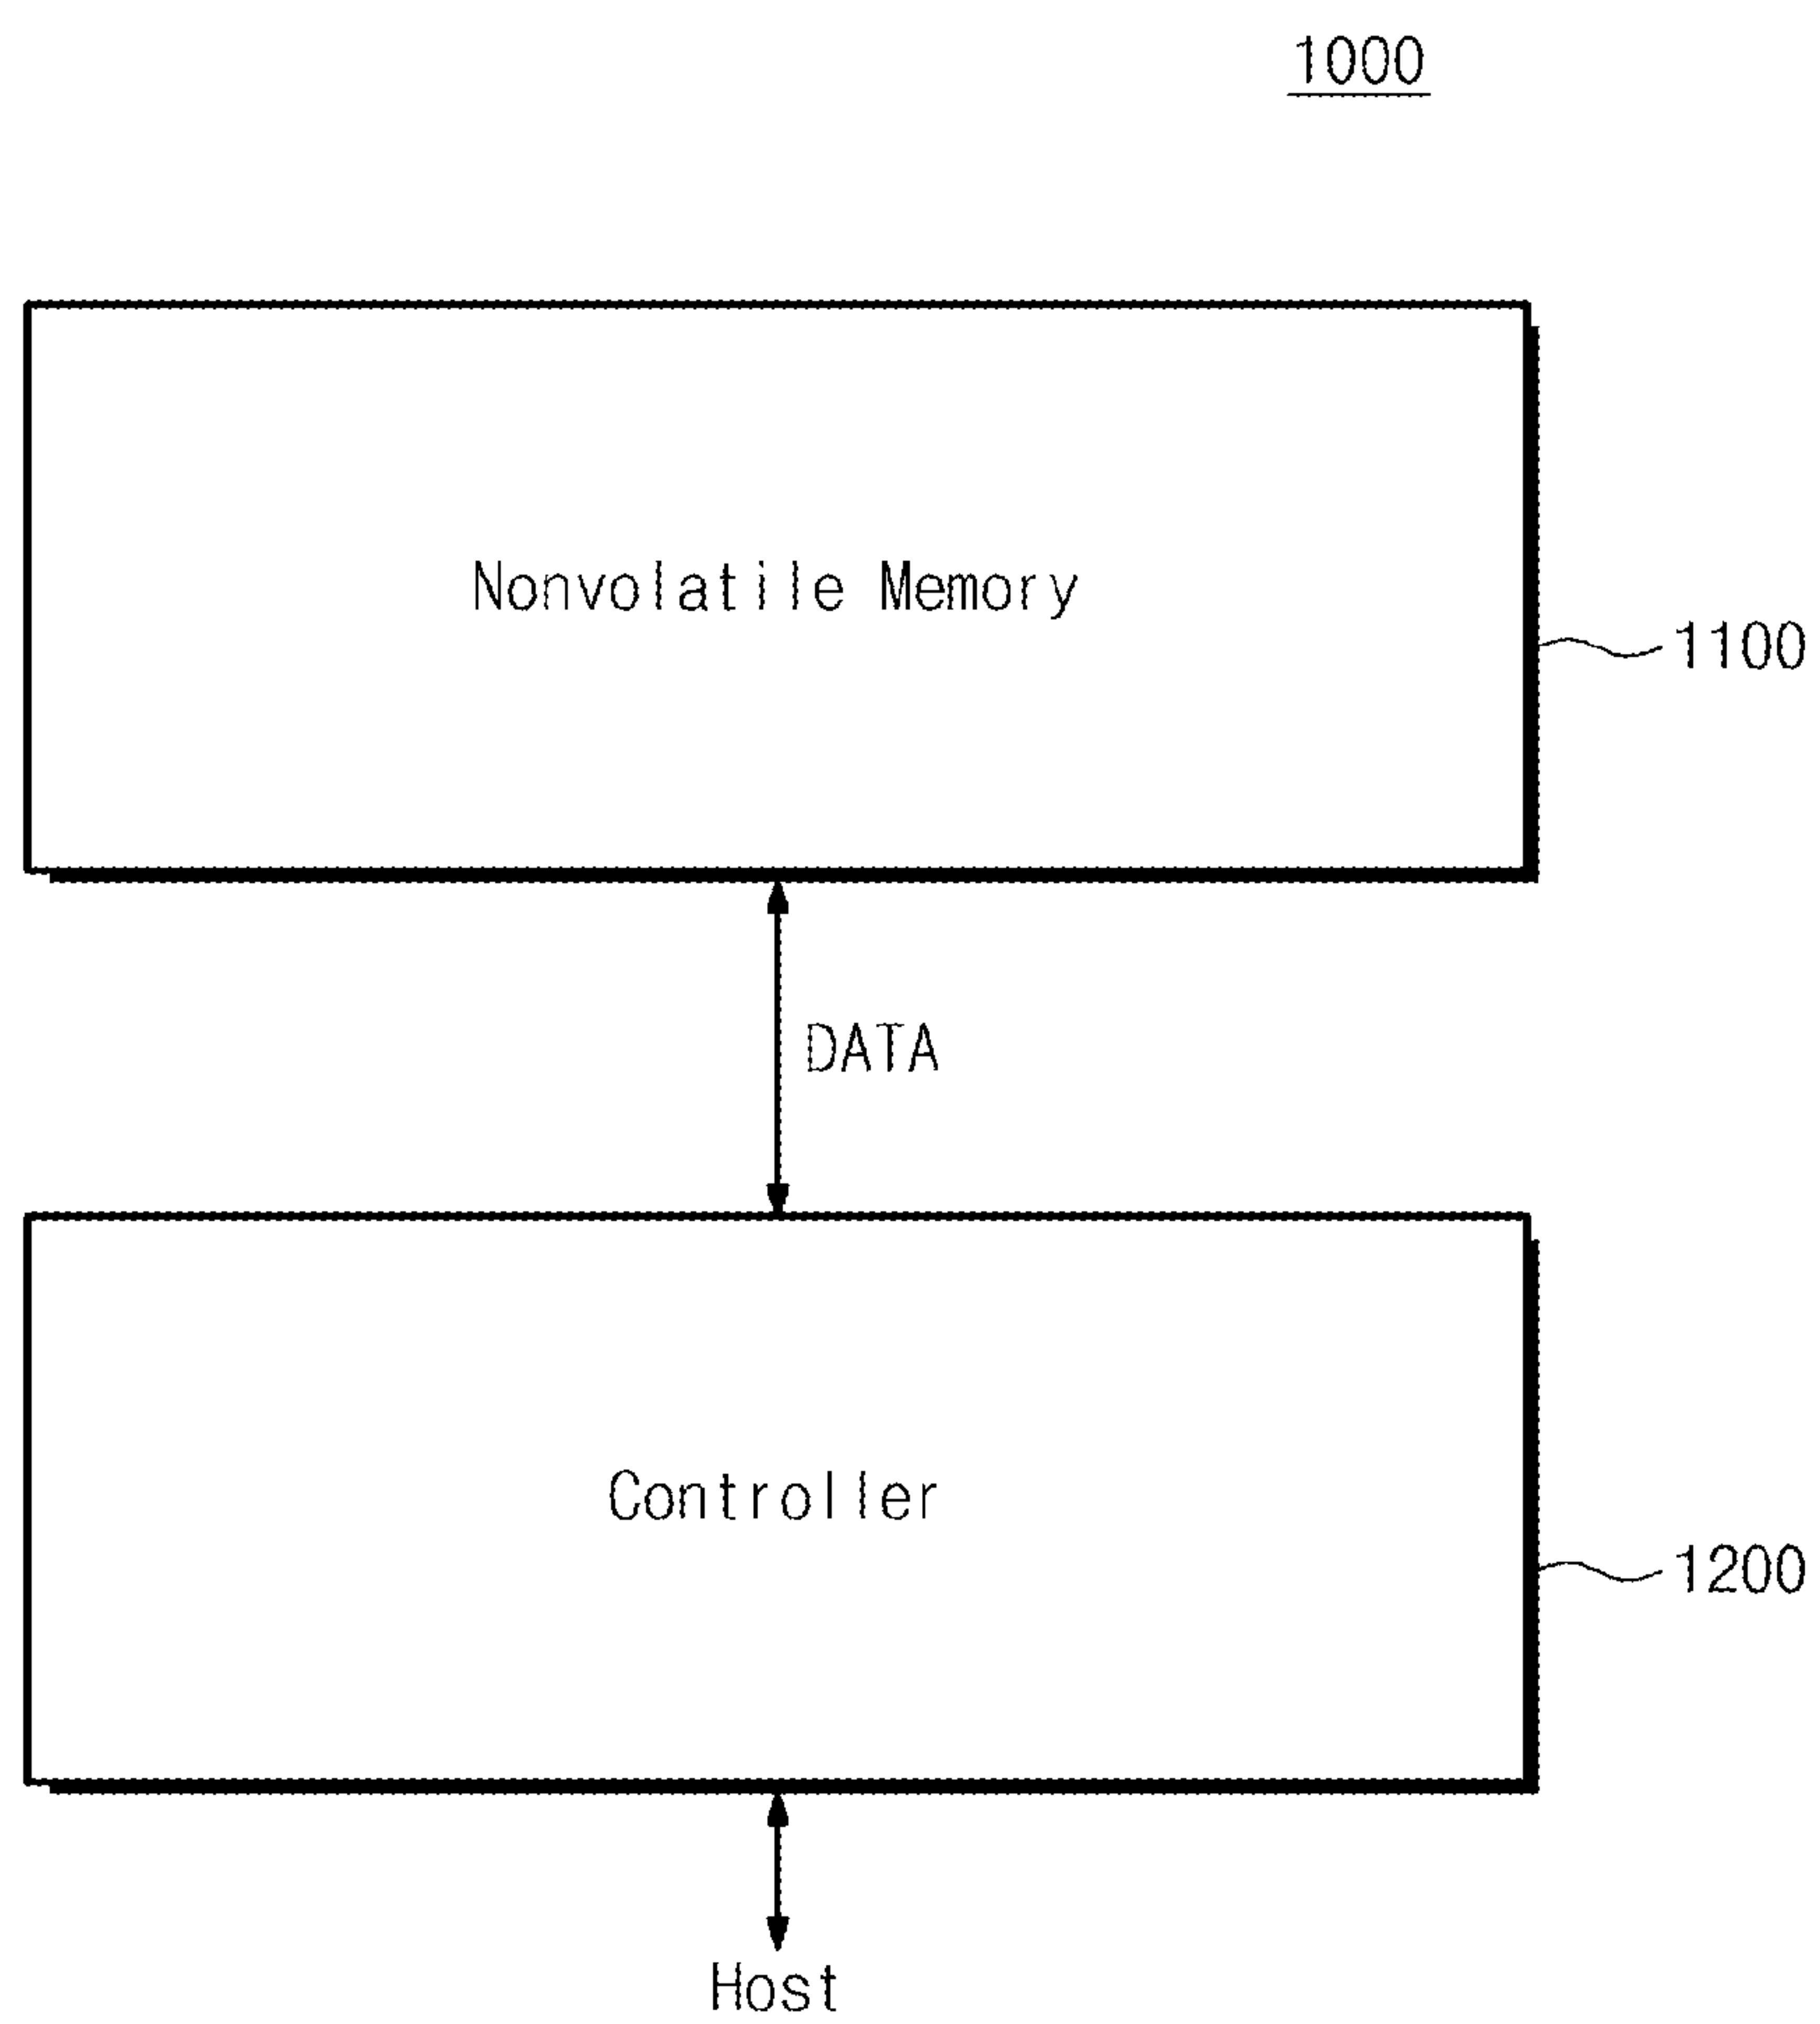 1000
Nonvolatile Memory
1100
DATA
Controller
1200
Host